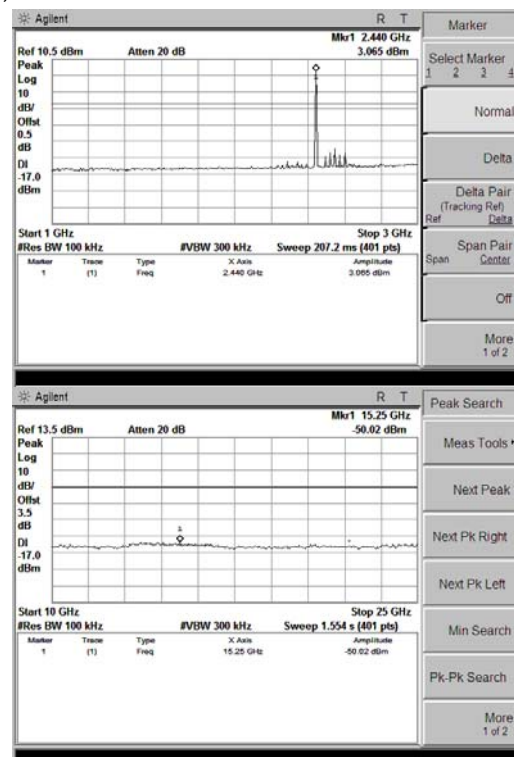 Agilent R T
Mkr1 2.440 GHz
Ref 10.5 dBm Atten 20 dB 3.065 dBm
Peak
Log
10
dB/
Offst
0.5
dB
DI
-17.0
dBm
Start 1 GHz Stop 3 GHz
#Res BW 100 kHz #VBW 300 kHz Sweep 207.2 ms (401 pts)
Marker Trace Type X Axis Amplitude
1 (1) Freq 2.440 GHz 3.065 dBm
Marker
Select Marker
1 2 3 4
Normal
Delta
Delta Pair
(Tracking Ref)
Ref Delta
Span Pair
Span Center
Off
More
1 of 2
Agilent R T
Mkr1 15.25 GHz
Ref 13.5 dBm Atten 20 dB -50.02 dBm
Peak
Log
10
dB/
Offst
3.5
dB
DI
-17.0
dBm
1
Start 10 GHz Stop 25 GHz
#Res BW 100 kHz #VBW 300 kHz Sweep 1.554 s (401 pts)
Marker Trace Type X Axis Amplitude
1 (1) Freq 15.25 GHz -50.02 dBm
Peak Search
Meas Tools
Next Peak
Next Pk Right
Next Pk Left
Min Search
Pk-Pk Search
More
1 of 2